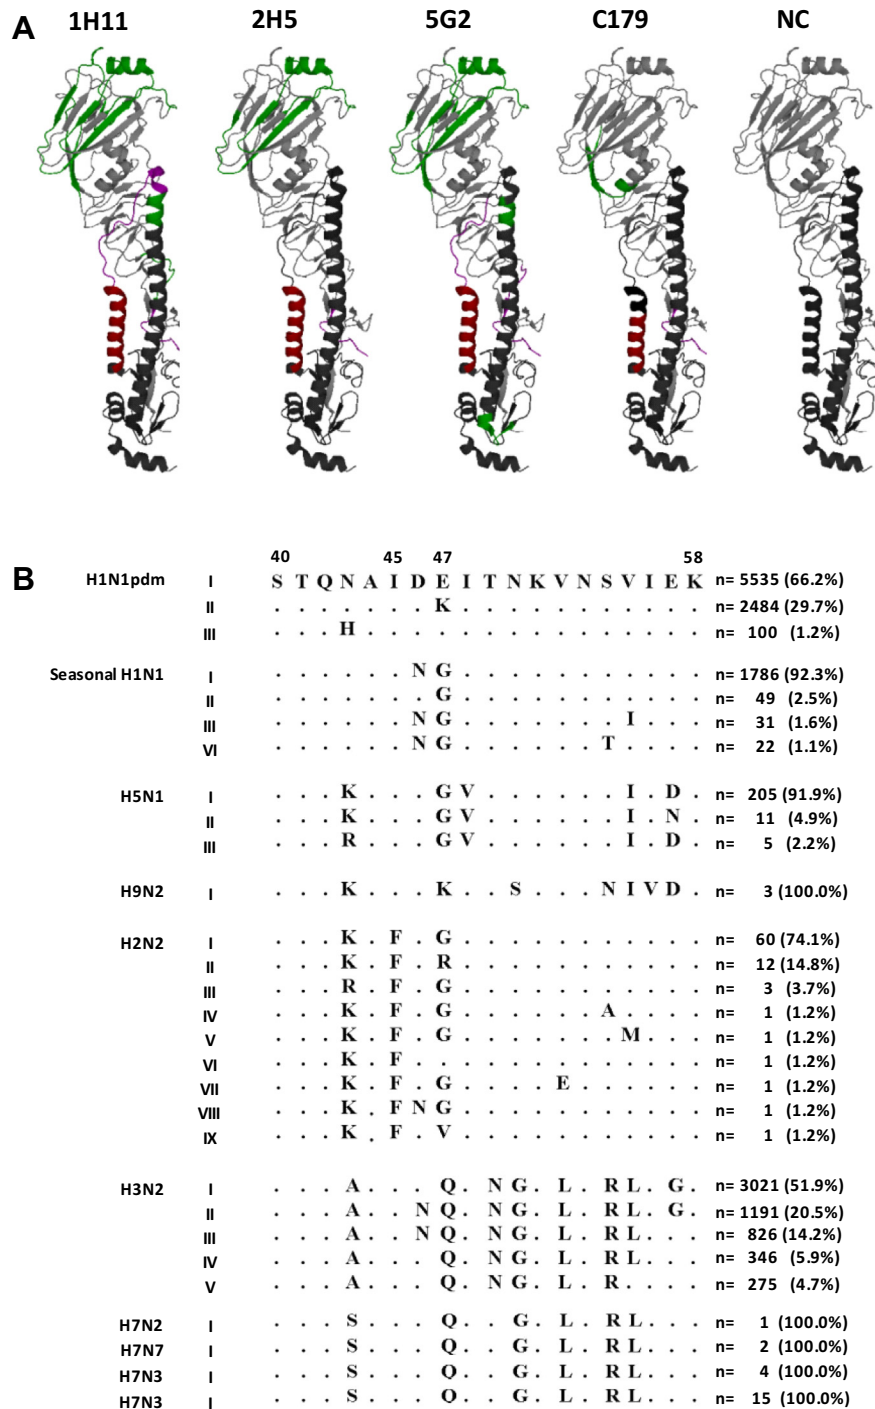 A
1H11 2H5 5G2 C179 NC
B
40 45 47 58
H1N1pdm I S T Q N A I D E I T N K V N S V I E K n= 5535 (66.2%)
II . . . . . . . K . . . . . . . . . . . n= 2484 (29.7%)
III . . . H . . . . . . . . . . . . . . . n= 100 (1.2%)
Seasonal H1N1 I . . . . . . N G . . . . . . . . . . . n= 1786 (92.3%)
II . . . . . . . G . . . . . . . . . . . n= 49 (2.5%)
III . . . . . . N G . . . . . . . I . . . n= 31 (1.6%)
VI . . . . . . N G . . . . . . T . . . . n= 22 (1.1%)
H5N1 I . . . K . . . G V . . . . . . I . D . n= 205 (91.9%)
II . . . K . . . G V . . . . . . I . N . n= 11 (4.9%)
III . . . R . . . G V . . . . . . I . D . n= 5 (2.2%)
H9N2 I . . . K . . . K . . S . . . N I V D . n= 3 (100.0%)
H2N2 I . . . K . F . G . . . . . . . . . . . n= 60 (74.1%)
II . . . K . F . R . . . . . . . . . . . n= 12 (14.8%)
III . . . R . F . G . . . . . . . . . . . n= 3 (3.7%)
IV . . . K . F . G . . . . . . A . . . . n= 1 (1.2%)
V . . . K . F . G . . . . . . . M . . . n= 1 (1.2%)
VI . . . K . F . . . . . . . . . . . . . n= 1 (1.2%)
VII . . . K . F . G . . . . E . . . . . . n= 1 (1.2%)
VIII . . . K . F N G . . . . . . . . . . . n= 1 (1.2%)
IX . . . K . F . V . . . . . . . . . . . n= 1 (1.2%)
H3N2 I . . . A . . . Q . N G . L . R L . G . n= 3021 (51.9%)
II . . . A . . N Q . N G . L . R L . G . n= 1191 (20.5%)
III . . . A . . N Q . N G . L . R L . . . n= 826 (14.2%)
IV . . . A . . Q . N G . L . R L . . . n= 346 (5.9%)
V . . . A . . . Q . N G . L . R . . . . n= 275 (4.7%)
H7N2 I . . . S . . . Q . . G . L . R L . . . n= 1 (100.0%)
H7N7 I . . . S . . . Q . . G . L . R L . . . n= 2 (100.0%)
H7N3 I . . . S . . . Q . . G . L . R L . . . n= 4 (100.0%)
H7N3 I . . . S . . . Q . . G . L . R L . . . n= 15 (100.0%)